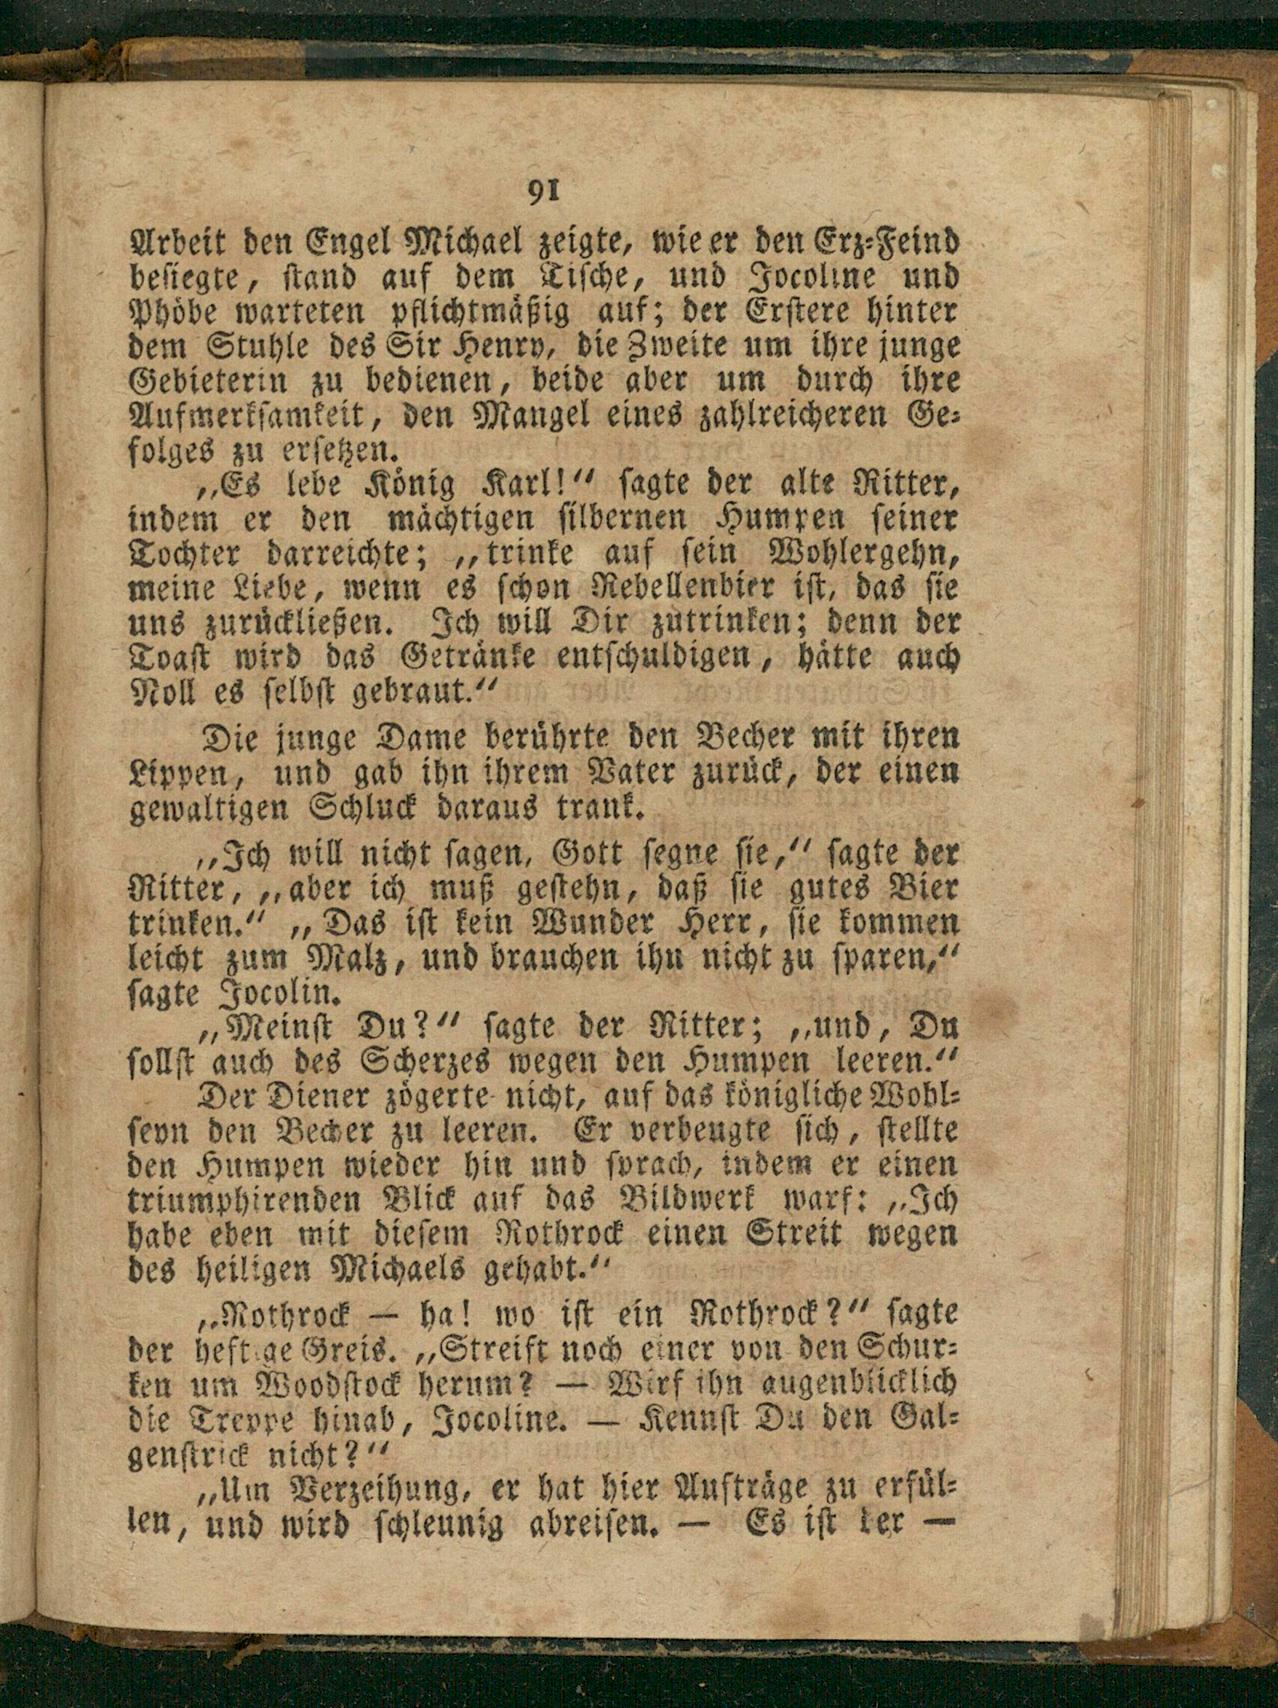 91
Arbeit den Engel Michael zeigte, wie er den Erz-Feind
besiegte, stand auf dem Tische, und Jocoline und
Phöbe warteten pflichtmäßig auf; der Erstere hinter
dem Stuhle des Sir Henry, die Zweite um ihre junge
Gebieterin zu bedienen, beide aber um durch ihre
Aufmerksamkeit, den Mangel eines zahlreicheren Ge-
folges zu ersetzen.
„Es lebe König Karl!“ sagte der alte Ritter,
indem er den mächtigen silbernen Humpen seiner
Tochter darreichte; „trinke auf sein Wohlergehn,
meine Liebe, wenn es schon Rebellenbier ist, das sie
uns zurückließen. Ich will Dir zutrinken; denn der
Toast wird das Getränke entschuldigen, hätte auch
Noll es selbst gebraut.“
Die junge Dame berührte den Becher mit ihren
Lippen, und gab ihn ihrem Vater zurück, der einen
gewaltigen Schluck daraus trank.
„Ich will nicht sagen, Gott segne sie,“ sagte der
Ritter, „aber ich muß gestehn, daß sie gutes Bier
trinken.“ „Das ist kein Wunder Herr, sie kommen
leicht zum Malz, und brauchen ihn nicht zu sparen,“
sagte Jocolin.
„Meinst Du?“ sagte der Ritter; „und, Du
sollst auch des Scherzes wegen den Humpen leeren.“
Der Diener zögerte nicht, auf das königliche Wohl-
seyn den Becher zu leeren. Er verbeugte sich, stellte
den Humpen wieder hin und sprach, indem er einen
triumphirenden Blick auf das Bildwerk warf: „Ich
habe eben mit diesem Rothrock einen Streit wegen
des heiligen Michaels gehabt.“
„Rothrock — ha! wo ist ein Rothrock?“ sagte
der heftige Greis. „Streift noch einer von den Schur-
ken um Woodstock herum? — Wirf ihn augenblicklich
die Treppe hinab, Jocoline. — Kennst Du den Gal-
genstrick nicht?“
„Um Verzeihung, er hat hier Aufträge zu erfül-
len, und wird schleunig abreisen. — Es ist der —